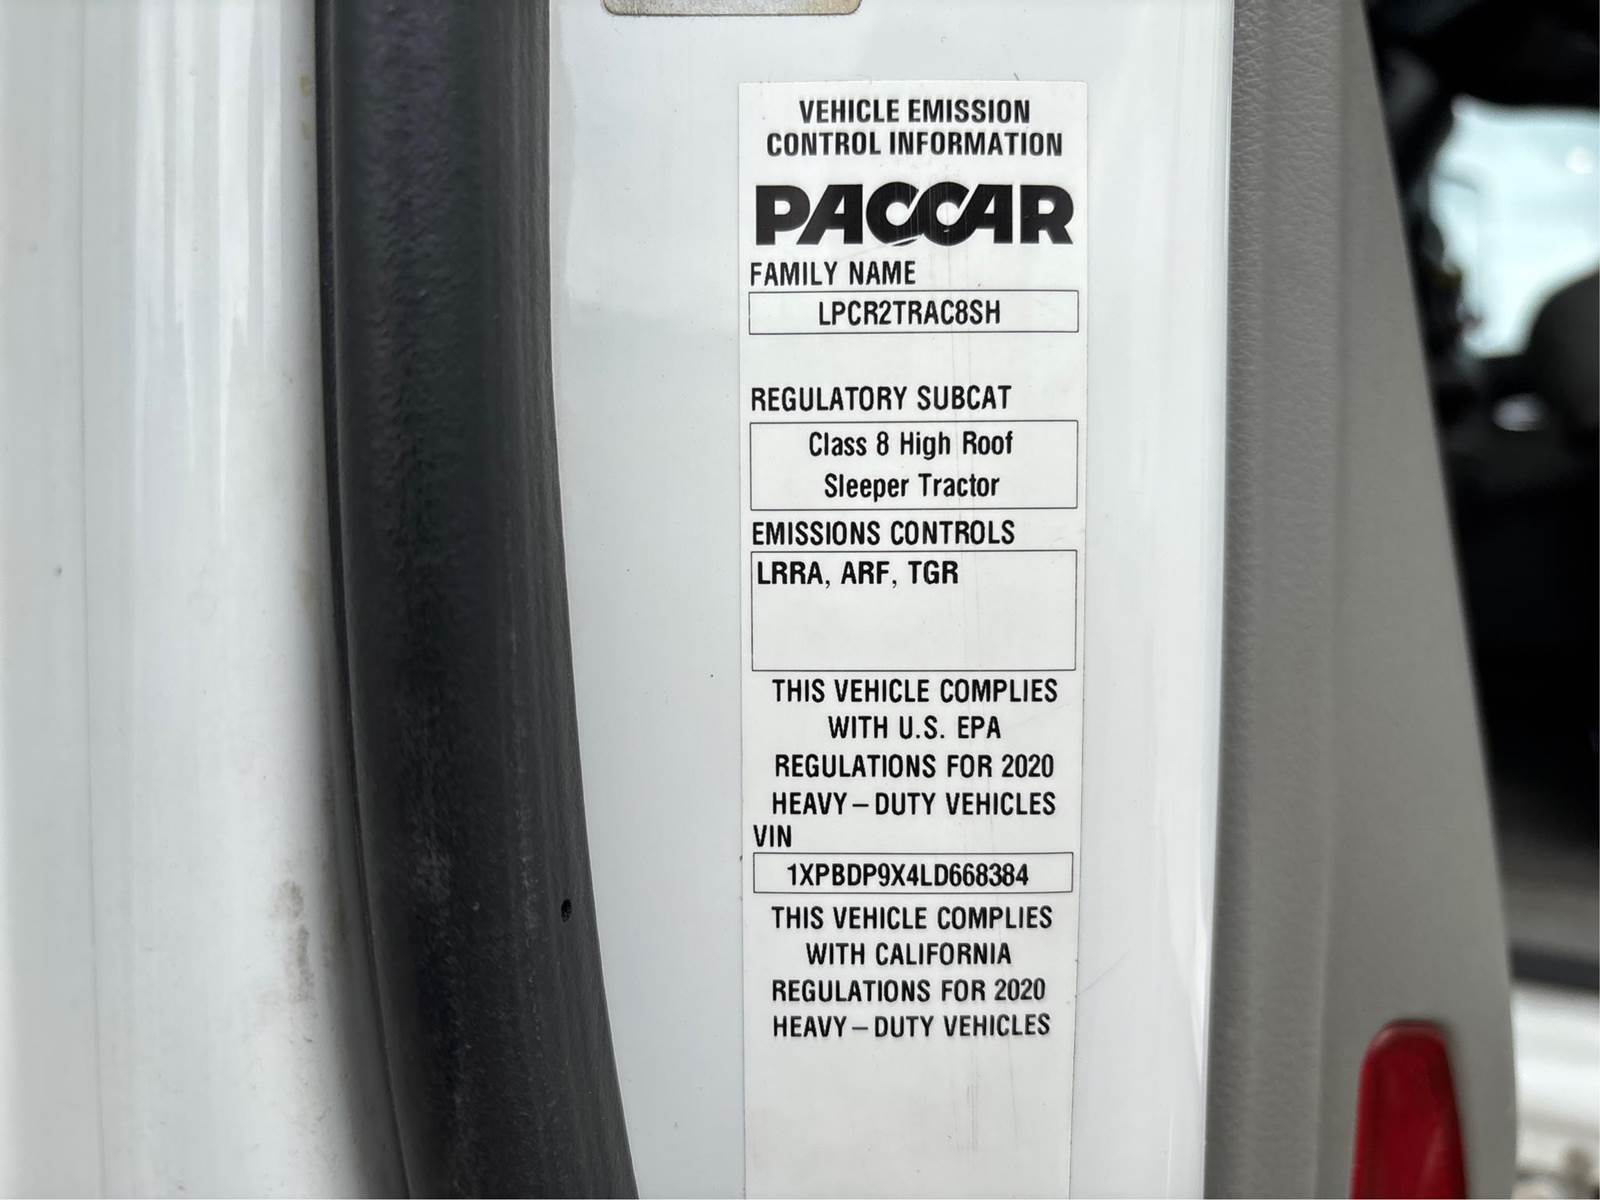 VEHICLE EMISSION
CONTROL INFORMATION
PACCAR
FAMILY NAME
LPCR2TRAC8SH
REGULATORY SUBCAT
Class 8 High Roof
Sleeper Tractor
EMISSIONS CONTROLS
LRRA, ARF, TGR
THIS VEHICLE COMPLIES
WITH U.S. EPA
REGULATIONS FOR 2020
HEAVY–DUTY VEHICLES
VIN
1XPBDP9X4LD668384
THIS VEHICLE COMPLIES
WITH CALIFORNIA
REGULATIONS FOR 2020
HEAVY–DUTY VEHICLES